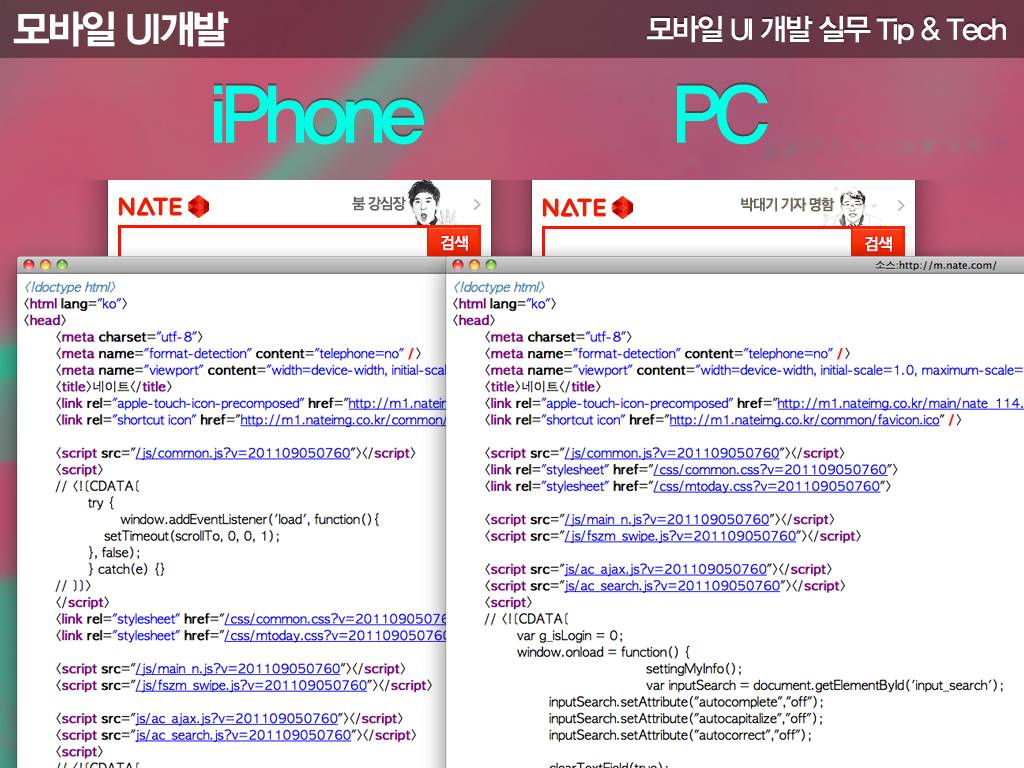 모바일 UI개발
모바일 UI 개발 실무 Tip & Tech
iPhone
PC
NATE
붐 강심장
검색
NATE
박대기 기자 명함
검색
<!doctype html>
<html lang="ko">
<head>
<meta charset="utf-8">
<meta name="format-detection" content="telephone=no" />
<meta name="viewport" content="width=device-width, initial-scal
<title>네이트</title>
<link rel="apple-touch-icon-precomposed" href="http://m1.nateim
<link rel="shortcut icon" href="http://m1.nateimg.co.kr/common/
<script src="/js/common.js?v=201109050760"></script>
<script>
// <![CDATA[
try {
window.addEventListener('load', function(){
setTimeout(scrollTo, 0, 0, 1);
}, false);
} catch(e) {}
// ]]>
</script>
<link rel="stylesheet" href="/css/common.css?v=20110905076
<link rel="stylesheet" href="/css/mtoday.css?v=201109050760
<script src="/js/main_n.js?v=201109050760"></script>
<script src="/js/fszm_swipe.js?v=201109050760"></script>
<script src="js/ac_ajax.js?v=201109050760"></script>
<script src="js/ac_search.js?v=201109050760"></script>
<script>
// <![CDATA[
소스:http://m.nate.com/
<!doctype html>
<html lang="ko">
<head>
<meta charset="utf-8">
<meta name="format-detection" content="telephone=no" />
<meta name="viewport" content="width=device-width, initial-scale=1.0, maximum-scale=
<title>네이트</title>
<link rel="apple-touch-icon-precomposed" href="http://m1.nateimg.co.kr/main/nate_114.
<link rel="shortcut icon" href="http://m1.nateimg.co.kr/common/favicon.ico" />
<script src="/js/common.js?v=201109050760"></script>
<link rel="stylesheet" href="/css/common.css?v=201109050760">
<link rel="stylesheet" href="/css/mtoday.css?v=201109050760">
<script src="/js/main_n.js?v=201109050760"></script>
<script src="/js/fszm_swipe.js?v=201109050760"></script>
<script src="js/ac_ajax.js?v=201109050760"></script>
<script src="js/ac_search.js?v=201109050760"></script>
<script>
// <![CDATA[
var g_isLogin = 0;
window.onload = function() {
settingMyInfo();
var inputSearch = document.getElementById('input_search');
inputSearch.setAttribute("autocomplete","off");
inputSearch.setAttribute("autocapitalize","off");
inputSearch.setAttribute("autocorrect","off");
clearTextField(true);